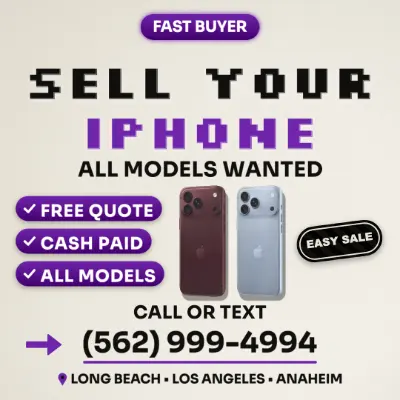 FAST BUYER
SELL YOUR
IPHONE
ALL MODELS WANTED
✓ FREE QUOTE
✓ CASH PAID
✓ ALL MODELS
EASY SALE
CALL OR TEXT
→ (562) 999-4994
LONG BEACH • LOS ANGELES • ANAHEIM